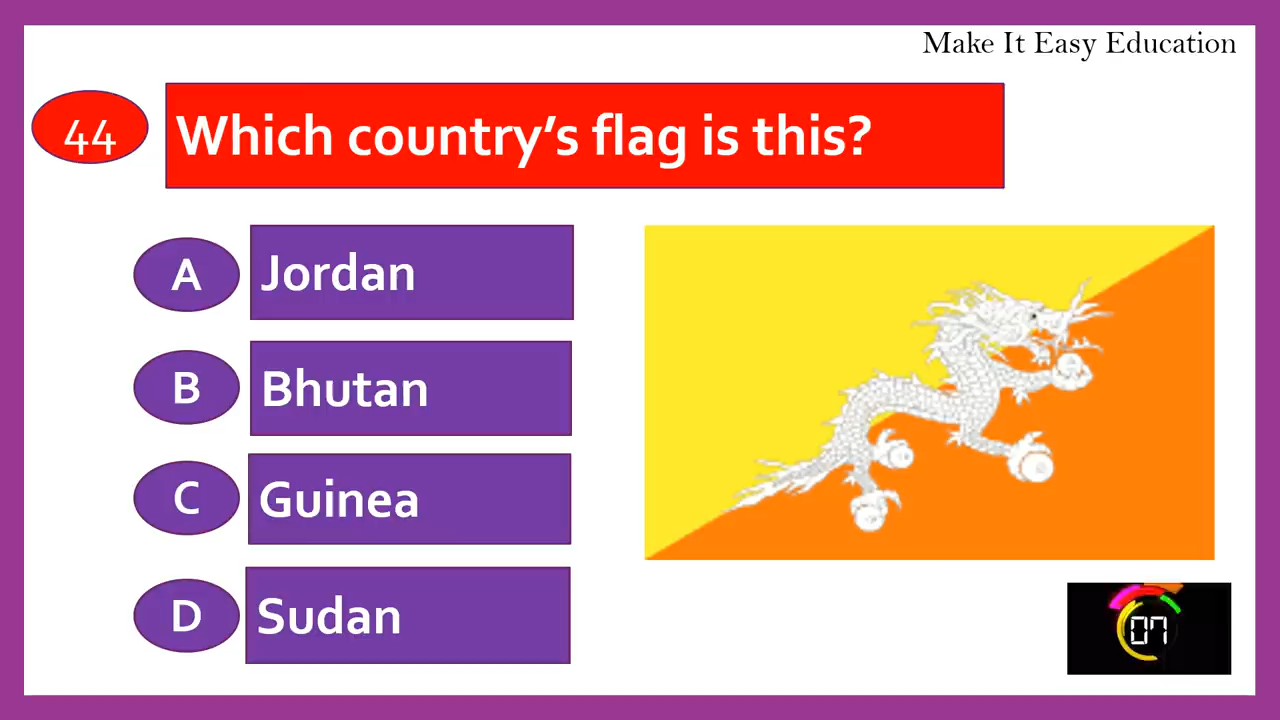 Make It Easy Education
44 Which country’s flag is this?
A Jordan
B Bhutan
C Guinea
D Sudan
07